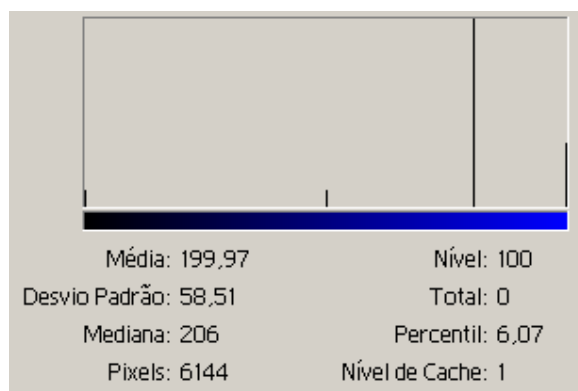 Média: 199,97 Nível: 100
Desvio Padrão: 58,51 Total: 0
Mediana: 206 Percentil: 6,07
Pixels: 6144 Nível de Cache: 1